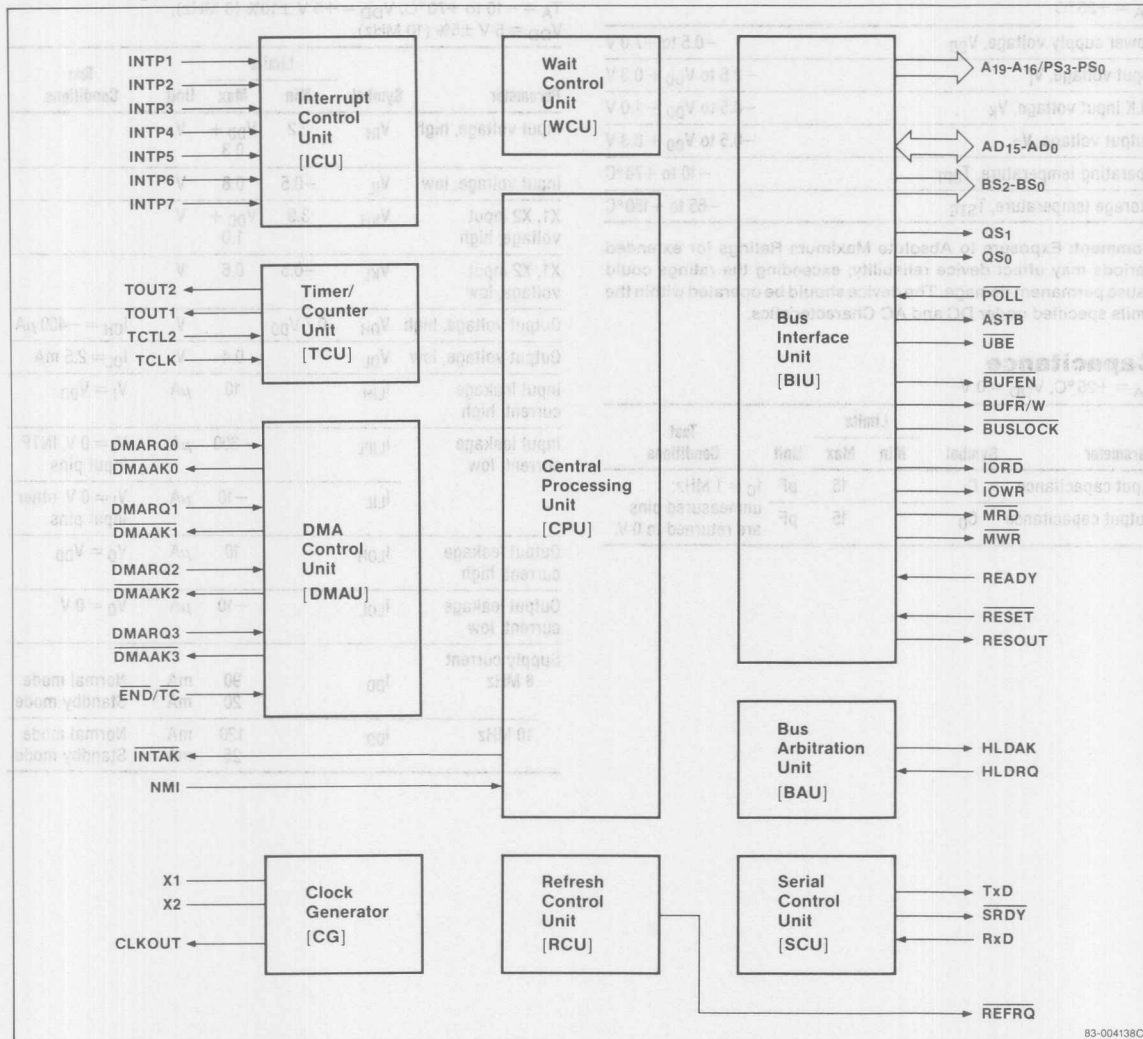 INTP1
INTP2
INTP3
INTP4
INTP5
INTP6
INTP7
Interrupt
Control
Unit
[ICU]
Wait
Control
Unit
[WCU]
Bus
Interface
Unit
[BIU]
A19-A16/PS3-PS0
AD15-AD0
BS2-BS0
QS1
QS0
POLL
ASTB
UBE
BUFEN
BUFR/W
BUSLOCK
IORD
IOWR
MRD
MWR
READY
RESET
RESOUT
TOUT2
TOUT1
TCTL2
TCLK
Timer/
Counter
Unit
[TCU]
DMARQ0
DMAAK0
DMARQ1
DMAAK1
DMARQ2
DMAAK2
DMARQ3
DMAAK3
END/TC
DMA
Control
Unit
[DMAU]
Central
Processing
Unit
[CPU]
INTAK
NMI
Bus
Arbitration
Unit
[BAU]
HLDAK
HLDRQ
X1
X2
CLKOUT
Clock
Generator
[CG]
Refresh
Control
Unit
[RCU]
Serial
Control
Unit
[SCU]
TxD
SRDY
RxD
REFRQ
83-004138C